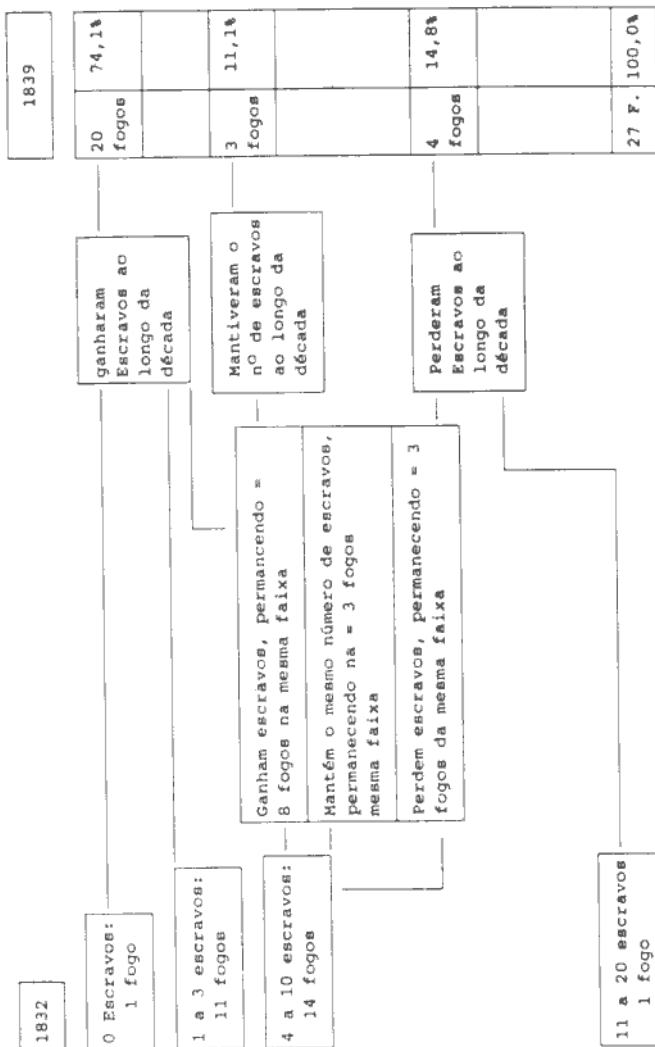 1832
0 Escravos:
1 fogo
1 a 3 escravos:
11 fogos
4 a 10 escravos:
14 fogos
11 a 20 escravos
1 fogo
Ganham escravos, permancendo =
8 fogos na mesma faixa
Mantém o mesmo número de escravos,
permanecendo na = 3 fogos
mesma faixa
Perdem escravos, permanecendo = 3
fogos da mesma faixa
ganharam
Escravos ao
longo da
década
Mantiveram o
nº de escravos
ao longo da
década
Perderam
Escravos ao
longo da
década
1839
20 fogos 74,1%
3 fogos 11,1%
4 fogos 14,8%
27 F. 100,0%